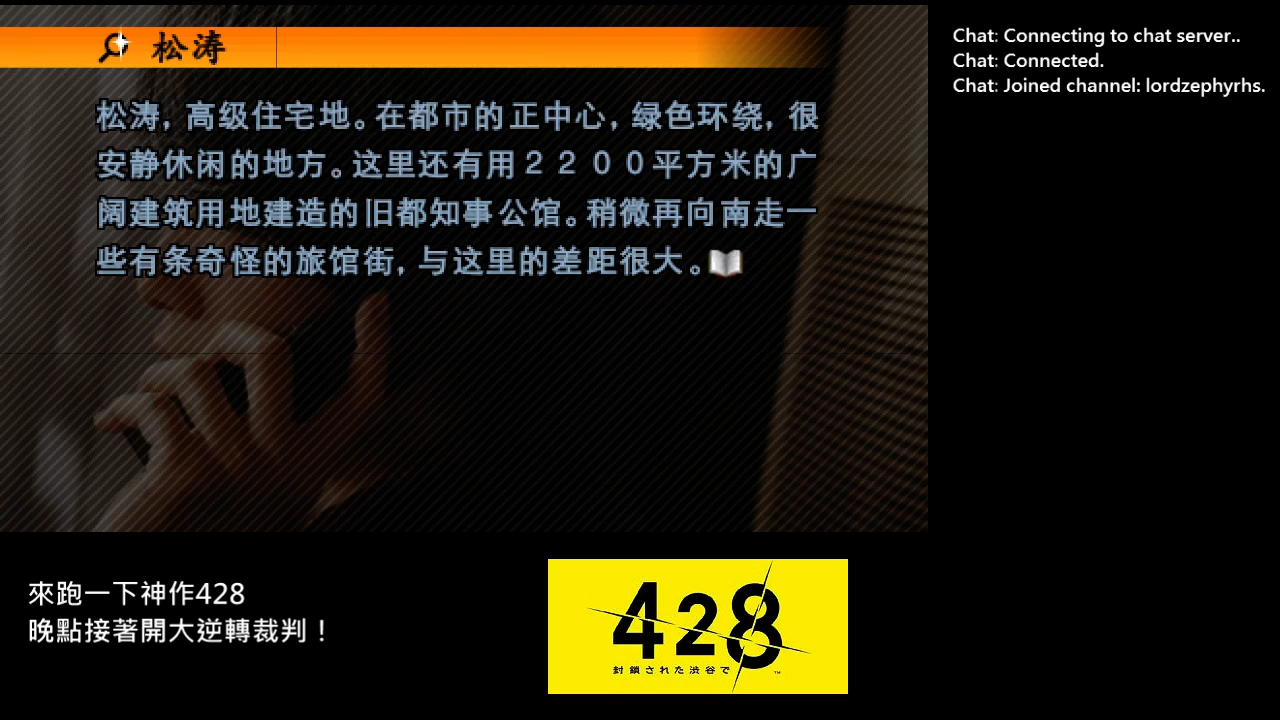 松涛
松涛，高级住宅地。在都市的正中心，绿色环绕，很
安静休闲的地方。这里还有用２２００平方米的广
阔建筑用地建造的旧都知事公馆。稍微再向南走一
些有条奇怪的旅馆街，与这里的差距很大。
Chat: Connecting to chat server..
Chat: Connected.
Chat: Joined channel: lordzephyrhs.
來跑一下神作428
晚點接著開大逆轉裁判！
428
封鎖された渋谷で
™